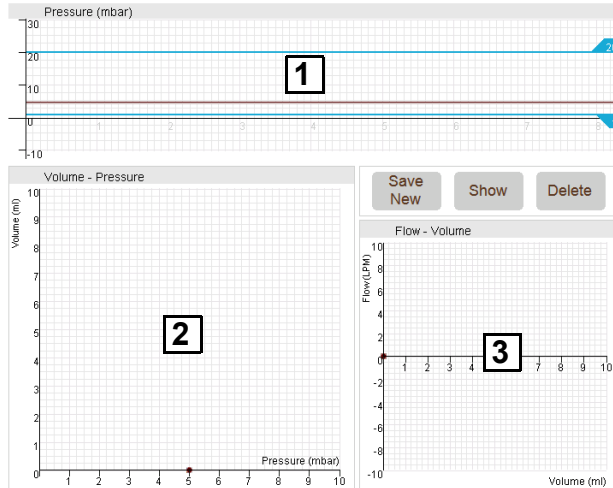 Pressure (mbar)
30
20
20
1
10
0 1 2 3 4 5 6 7 8
-10
Volume - Pressure
Save New
Show
Delete
Flow - Volume
Volume (ml)
10
9
8
7
6
5
4
3
2
1
0
2
Pressure (mbar)
1 2 3 4 5 6 7 8 9 10
Flow (LPM)
10
8
6
4
2
0
-2
-4
-6
-8
-10
3
1 2 3 4 7 8 9 10
Volume (ml)